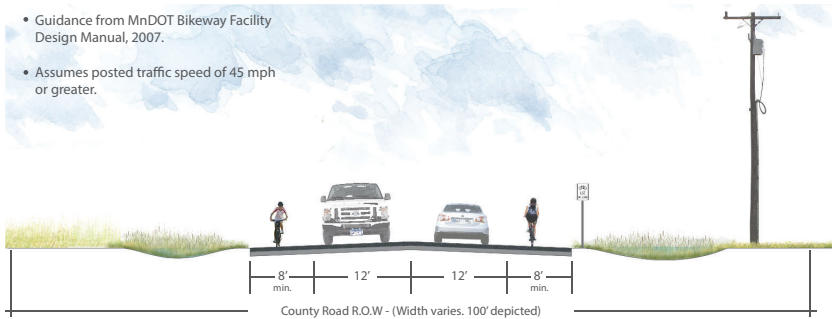 • Guidance from MnDOT Bikeway Facility
Design Manual, 2007.
• Assumes posted traffic speed of 45 mph
or greater.
8’ 12’ 12’ 8’
min. min.
County Road R.O.W - (Width varies. 100’ depicted)